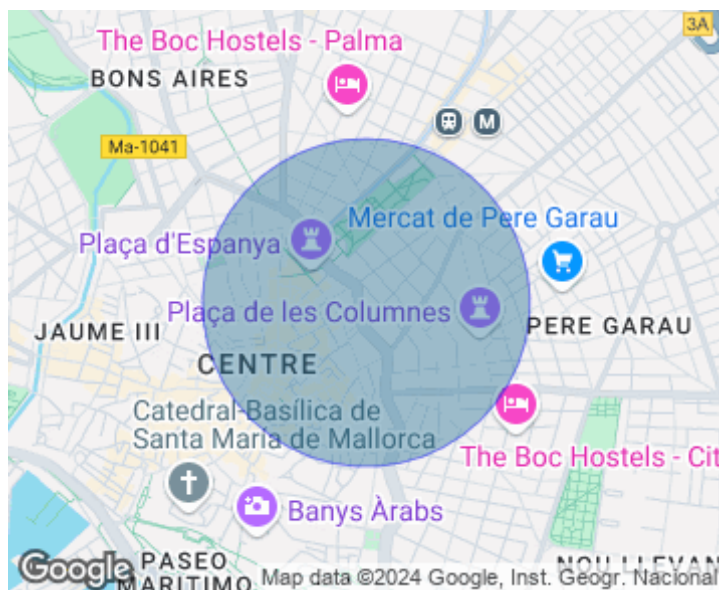 3A
The Boc Hostels - Palma
BONS AIRES
M
Ma-1041
Mercat de Pere Garau
Plaça d'Espanya
Plaça de les Columnes
PERE GARAU
JAUME III
CENTRE
Catedral-Basílica de
Santa María de Mallorca
The Boc Hostels - Cit
Banys Àrabs
PASEO
MARITIMO
NOU LLEVAN
Google
Map data ©2024 Google, Inst. Geogr. Nacional